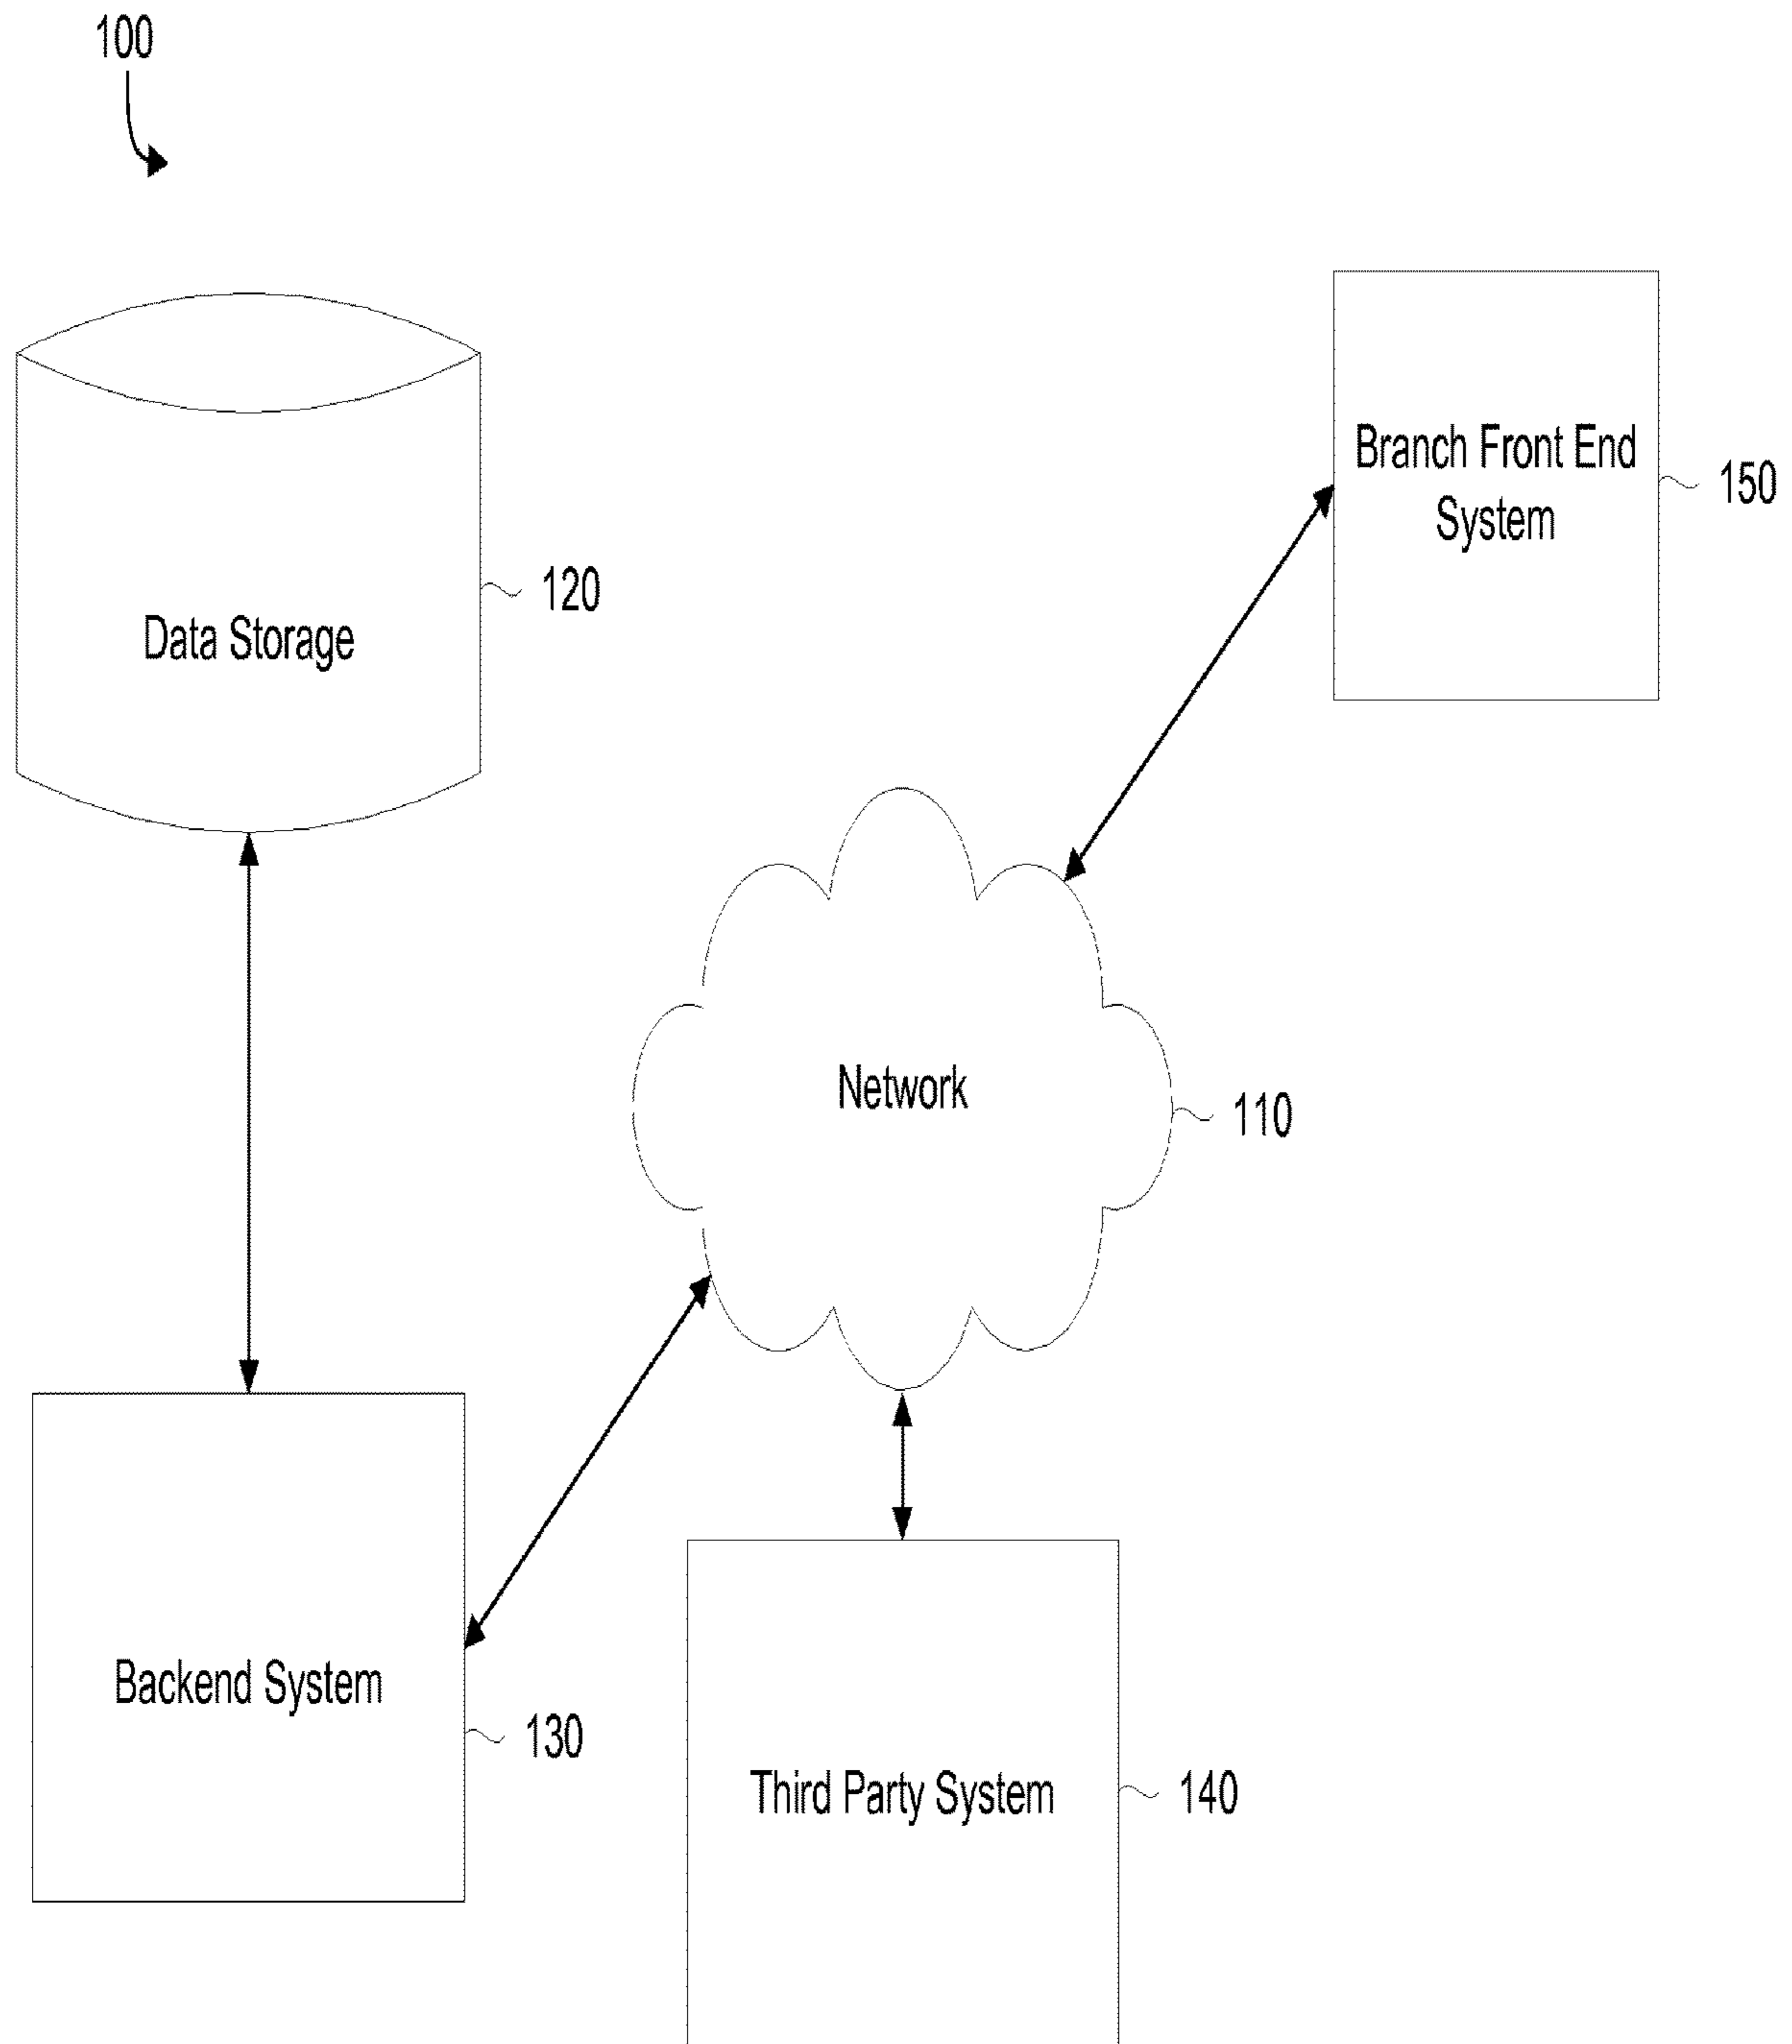 100
Branch Front End
System
150
120
Data Storage
Network
110
Backend System
130
Third Party System
140